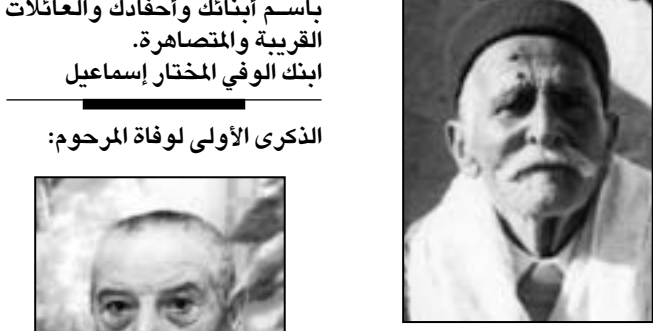 باسم أبنائك وأحفادك والعائلات
القريبة والمتصاهرة.
ابنك الوفي المختار إسماعيل
الذكرى الأولى لوفاة المرحوم: